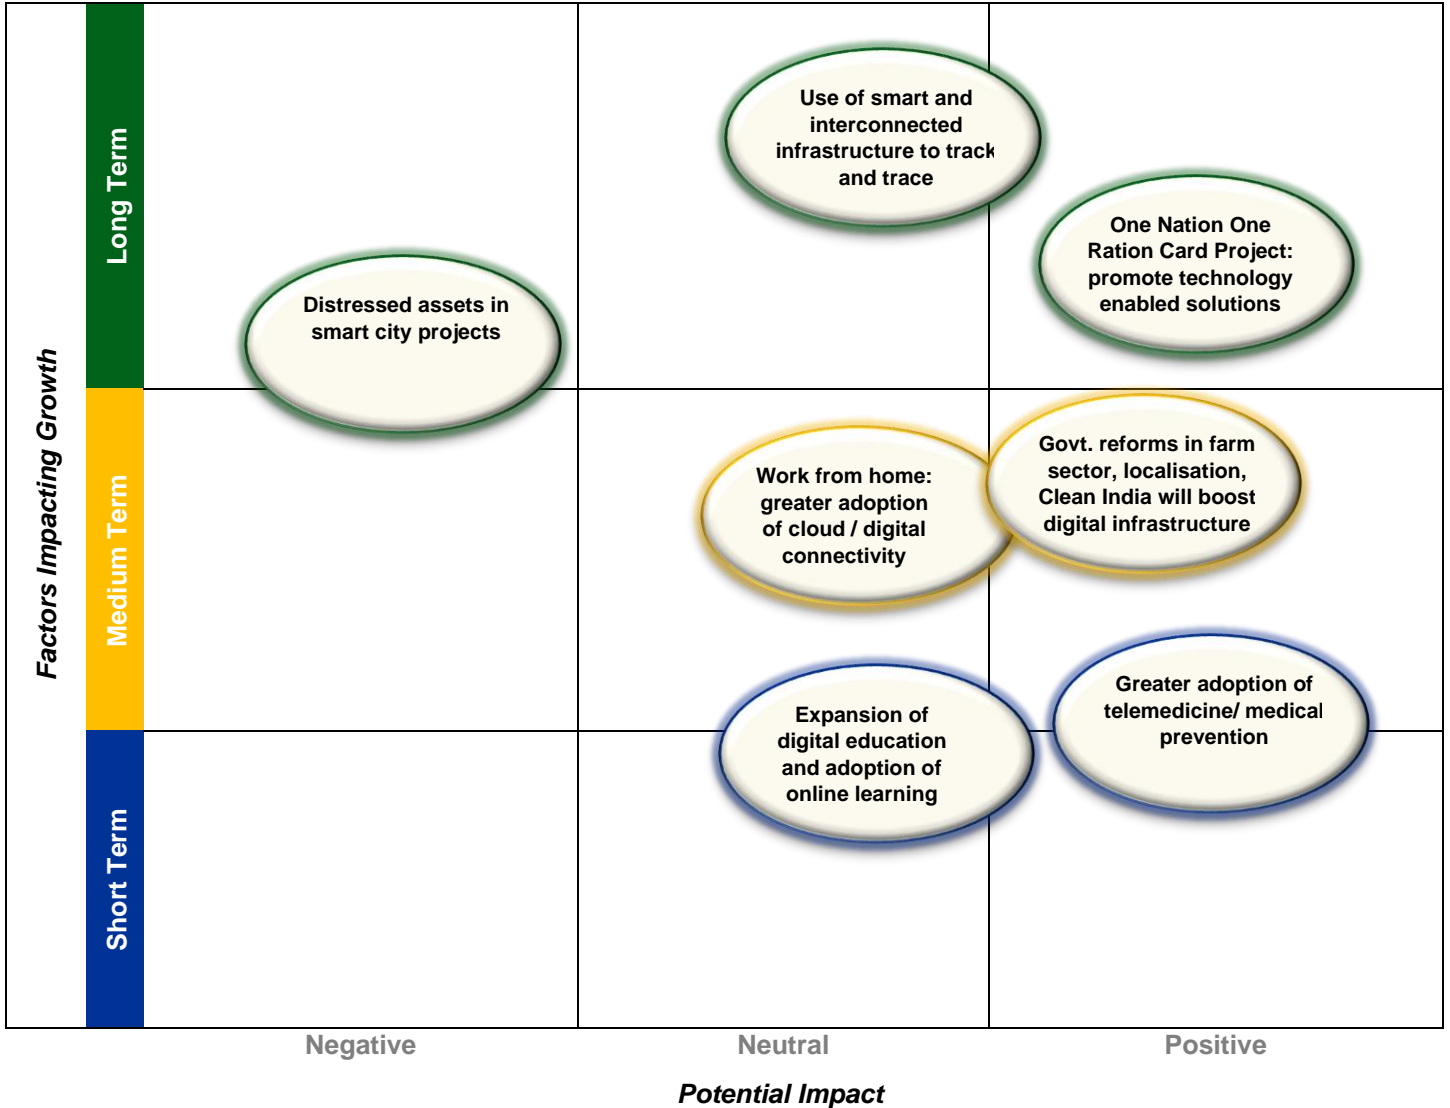 Factors Impacting Growth
Long Term
Medium Term
Short Term
Use of smart and
interconnected
infrastructure to track
and trace
One Nation One
Ration Card Project:
promote technology
enabled solutions
Distressed assets in
smart city projects
Govt. reforms in farm
sector, localisation,
Clean India will boost
digital infrastructure
Work from home:
greater adoption
of cloud / digital
connectivity
Greater adoption of
telemedicine/ medical
prevention
Expansion of
digital education
and adoption of
online learning
Negative
Neutral
Positive
Potential Impact